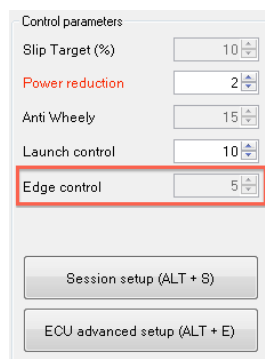 Control parameters
Slip Target (%) 10
Power reduction 2
Anti Wheely 15
Launch control 10
Edge control 5
Session setup (ALT + S)
ECU advanced setup (ALT + E)